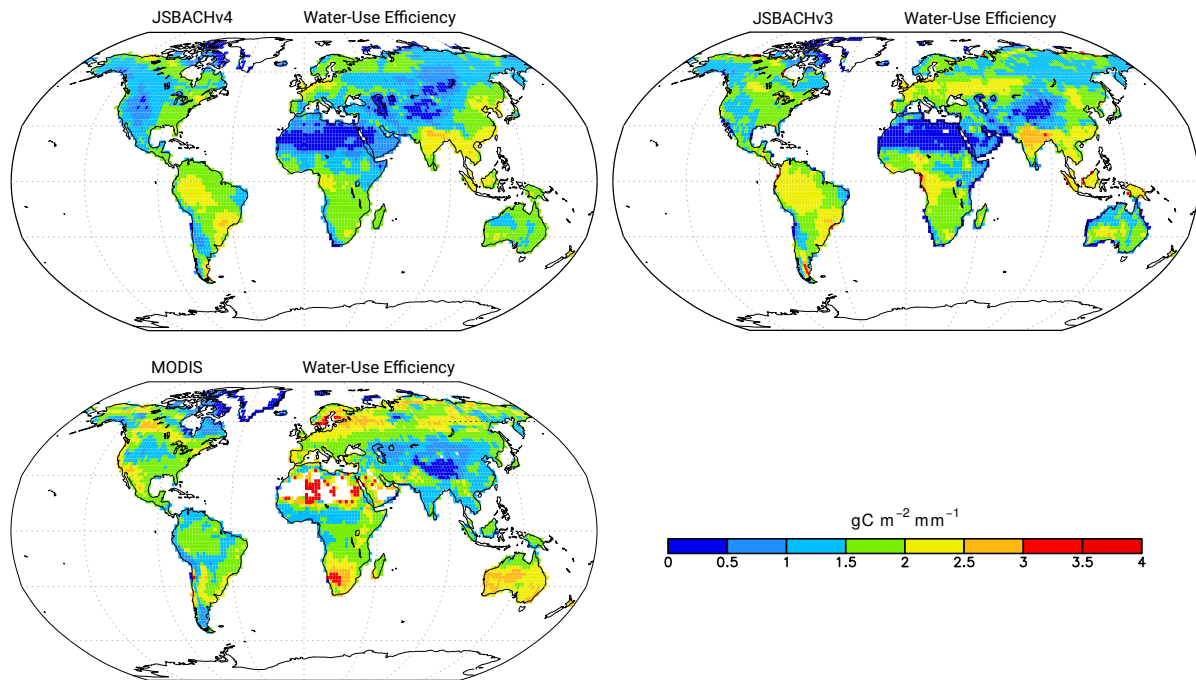 JSBACHv4 Water-Use Efficiency
JSBACHv3 Water-Use Efficiency
MODIS Water-Use Efficiency
gC m⁻² mm⁻¹
0 0.5 1 1.5 2 2.5 3 3.5 4